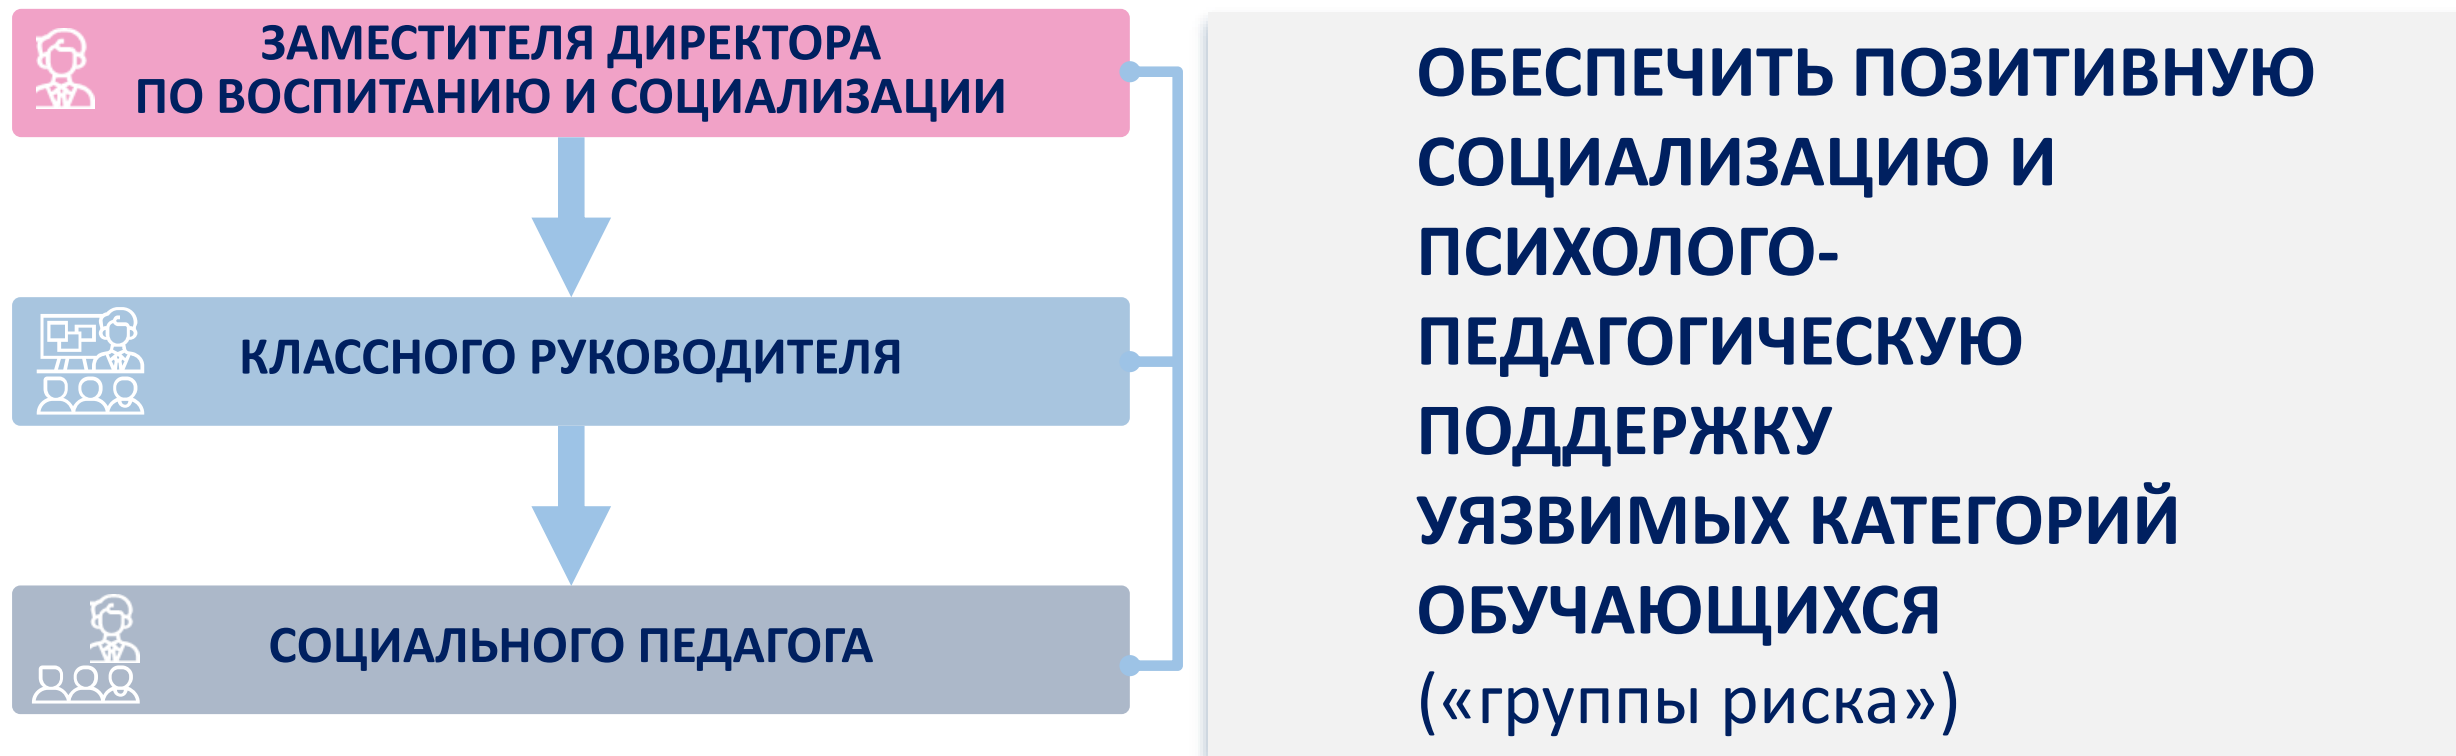 ЗАМЕСТИТЕЛЯ ДИРЕКТОРА
ПО ВОСПИТАНИЮ И СОЦИАЛИЗАЦИИ
КЛАССНОГО РУКОВОДИТЕЛЯ
СОЦИАЛЬНОГО ПЕДАГОГА
ОБЕСПЕЧИТЬ ПОЗИТИВНУЮ
СОЦИАЛИЗАЦИЮ И
ПСИХОЛОГО-
ПЕДАГОГИЧЕСКУЮ
ПОДДЕРЖКУ
УЯЗВИМЫХ КАТЕГОРИЙ
ОБУЧАЮЩИХСЯ
(«группы риска»)